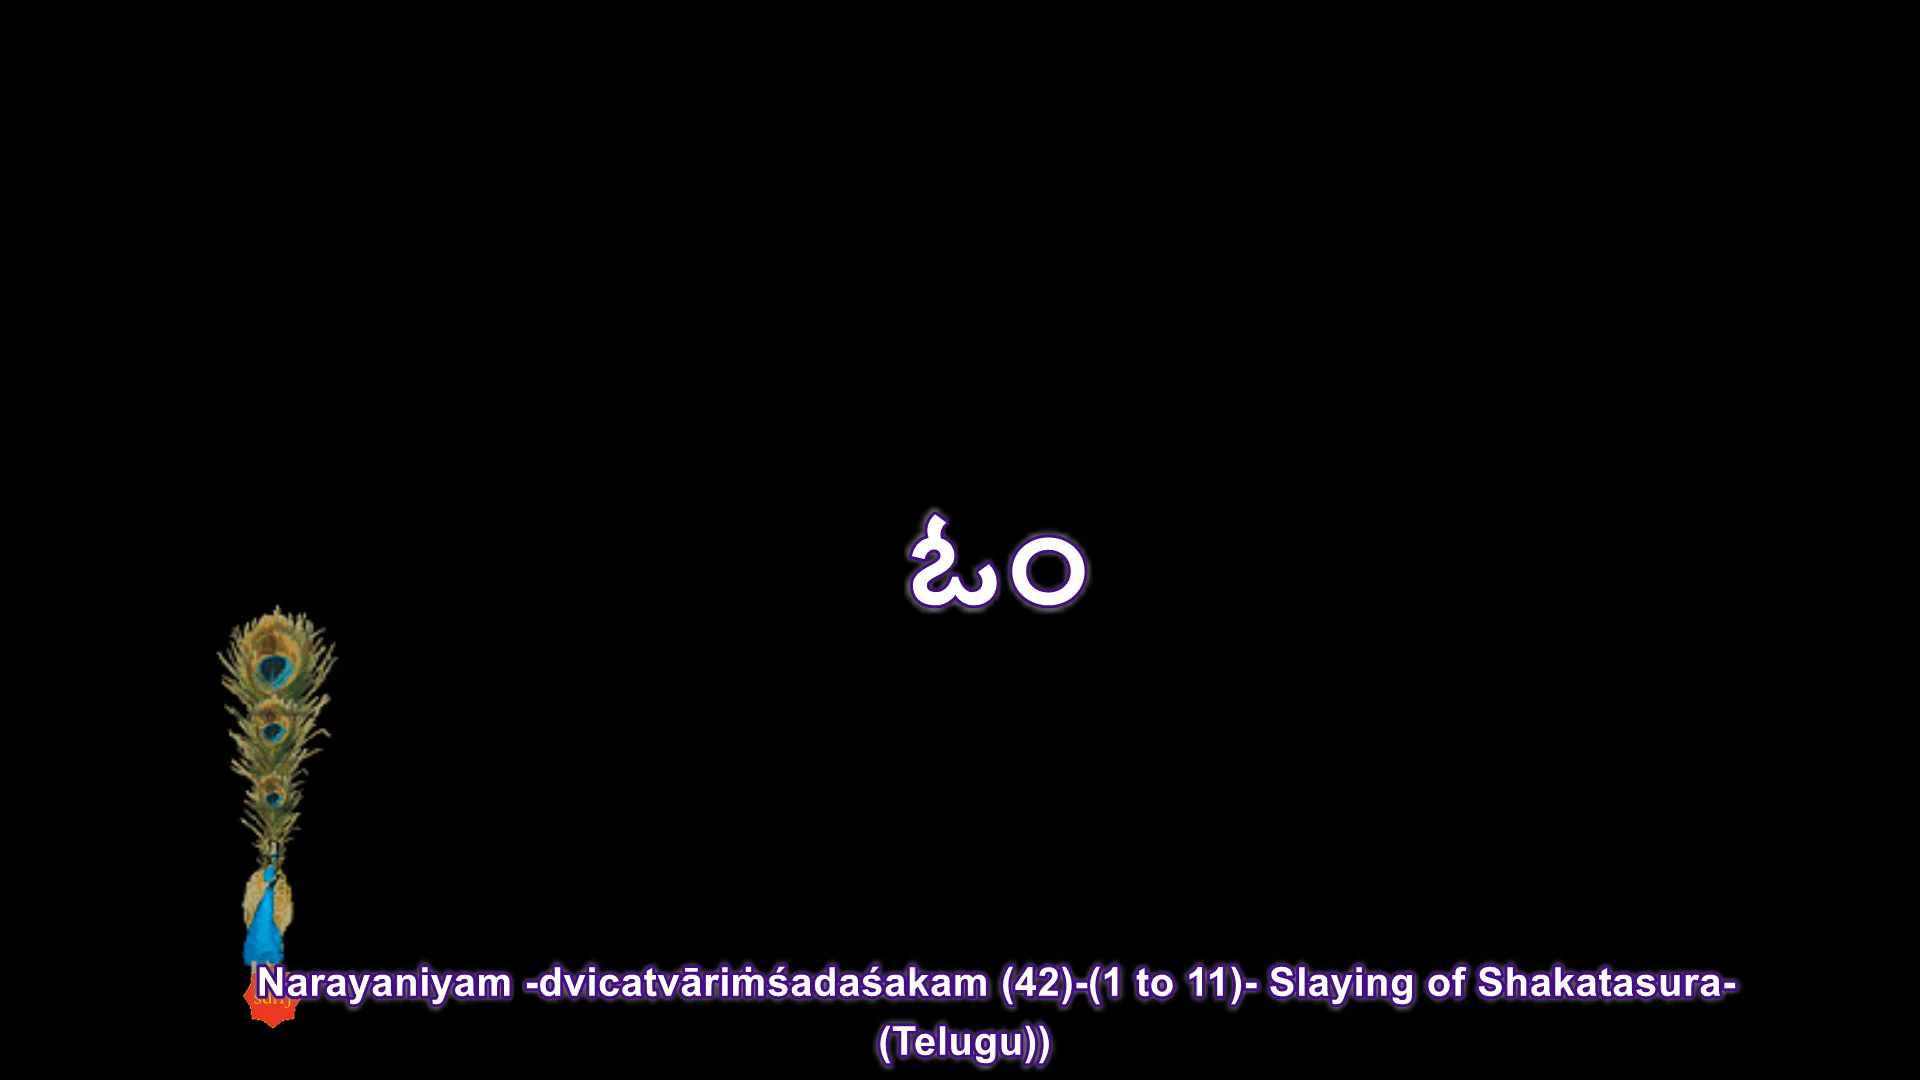 ఓం
Narayaniyam -dvicatvāriṁśadaśakam (42)-(1 to 11)- Slaying of Shakatasura-
(Telugu))